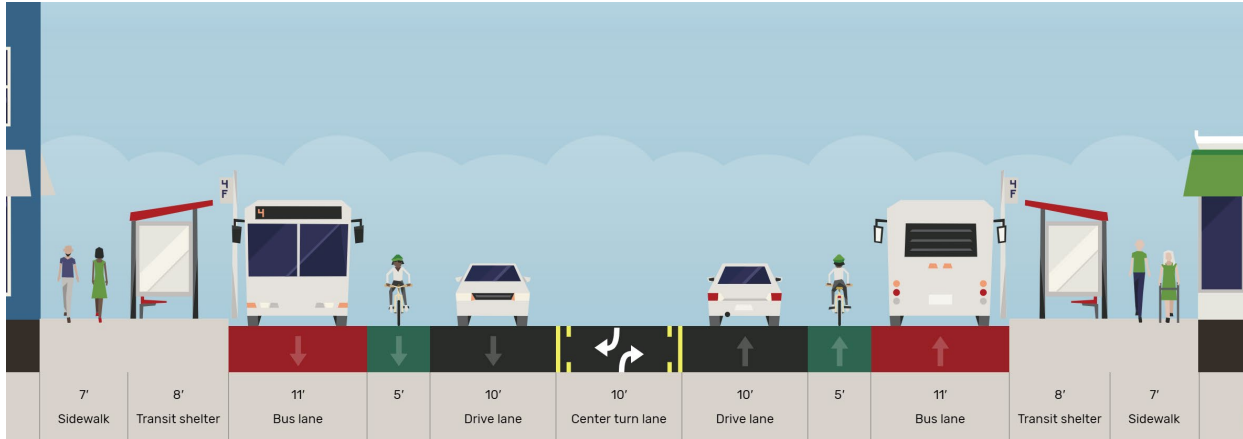 4
F
4
4
F
7′
8′
11′
5′
10′
10′
10′
5′
11′
8′
7′
Sidewalk
Transit shelter
Bus lane
Drive lane
Center turn lane
Drive lane
Bus lane
Transit shelter
Sidewalk